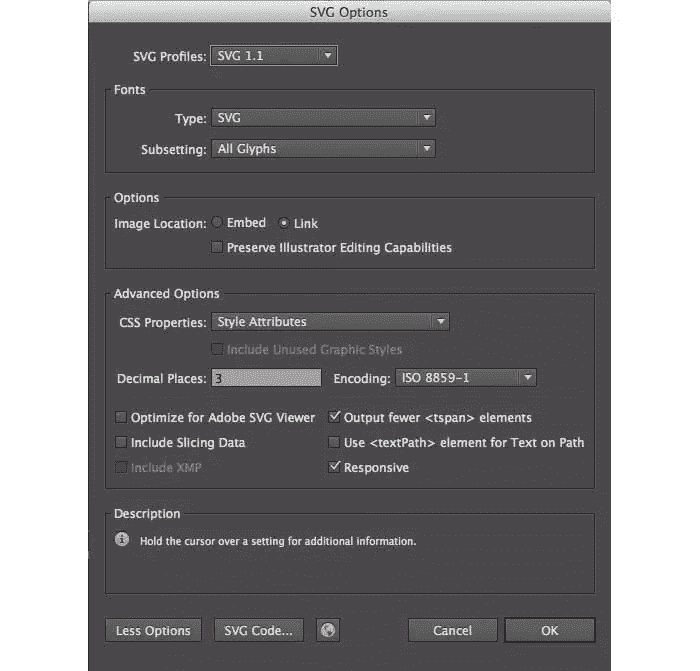 SVG Options
SVG Profiles: SVG 1.1
Fonts
Type: SVG
Subsetting: All Glyphs
Options
Image Location: Embed Link
Preserve Illustrator Editing Capabilities
Advanced Options
CSS Properties: Style Attributes
Include Unused Graphic Styles
Decimal Places: 3 Encoding: ISO 8859-1
Optimize for Adobe SVG Viewer Output fewer <tspan> elements
Include Slicing Data Use <textPath> element for Text on Path
Include XMP Responsive
Description
Hold the cursor over a setting for additional information.
Less Options SVG Code... Cancel OK